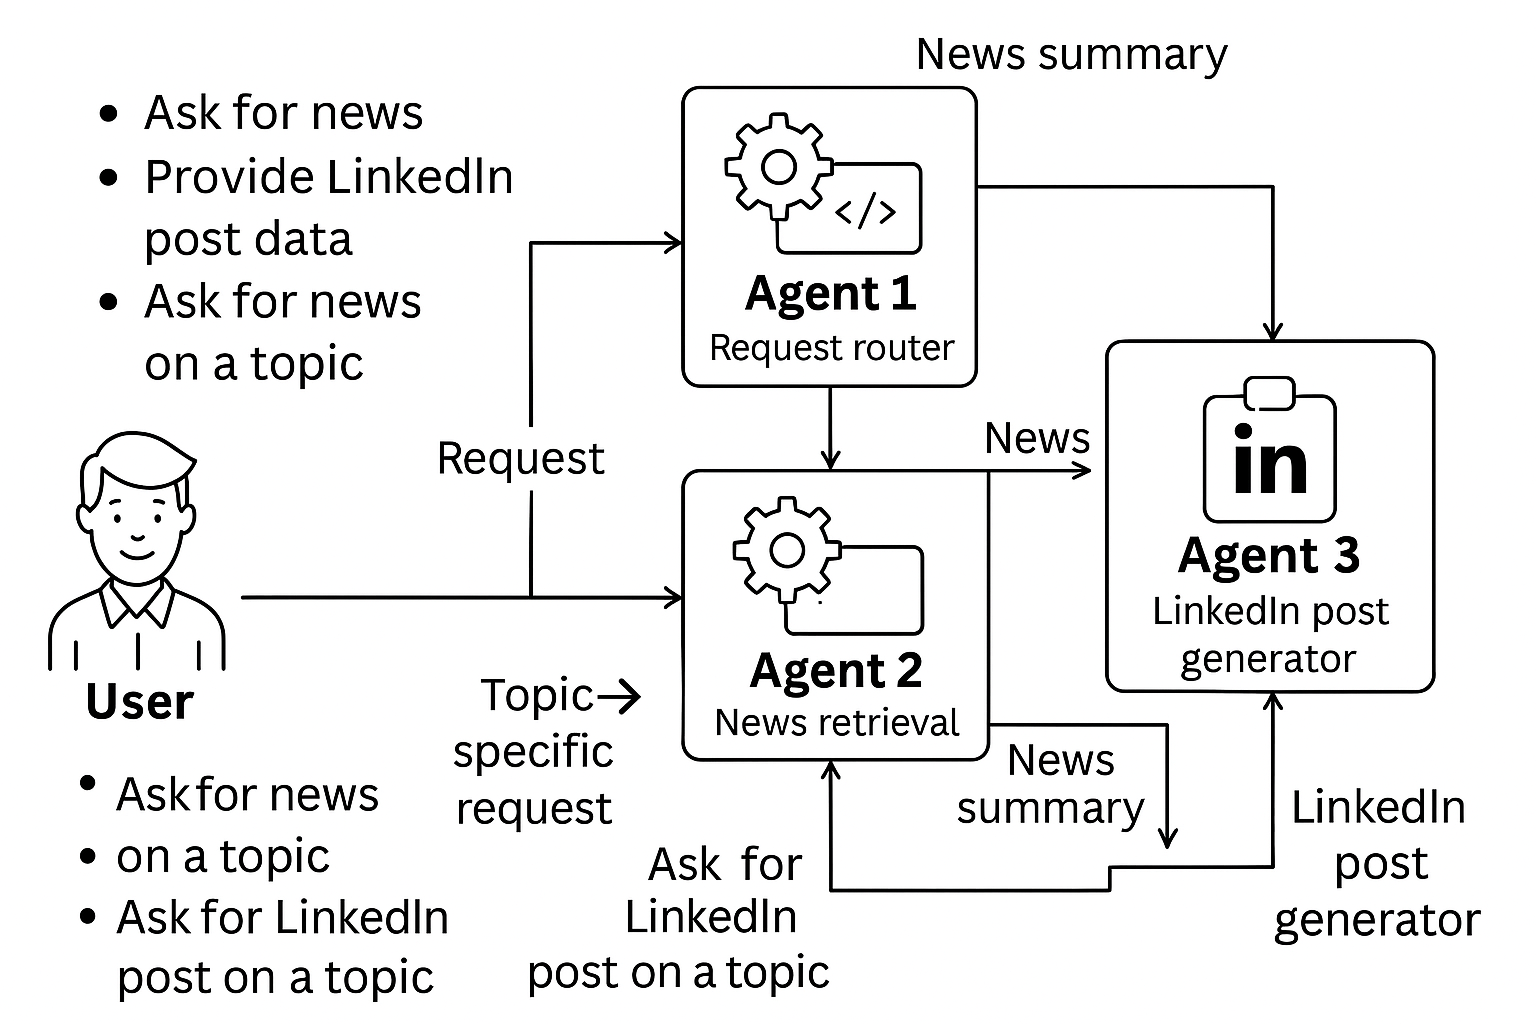 News summary
• Ask for news
• Provide LinkedIn
post data
• Ask for news
on a topic
</>
Agent 1
Request router
Request
News
in
Agent 3
LinkedIn post
generator
Agent 2
News retrieval
User
Topic→
specific
request
News
summary
• Ask for news
• on a topic
• Ask for LinkedIn
post on a topic
Ask for
LinkedIn
post on a topic
LinkedIn
post
generator